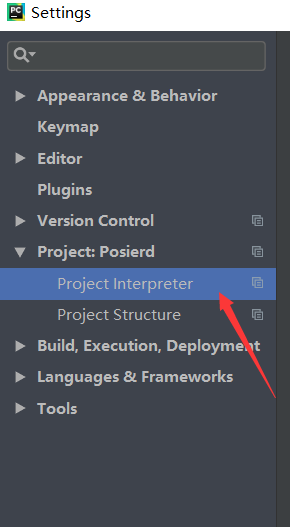 PC Settings
Appearance & Behavior
Keymap
Editor
Plugins
Version Control
Project: Posierd
Project Interpreter
Project Structure
Build, Execution, Deployment
Languages & Frameworks
Tools